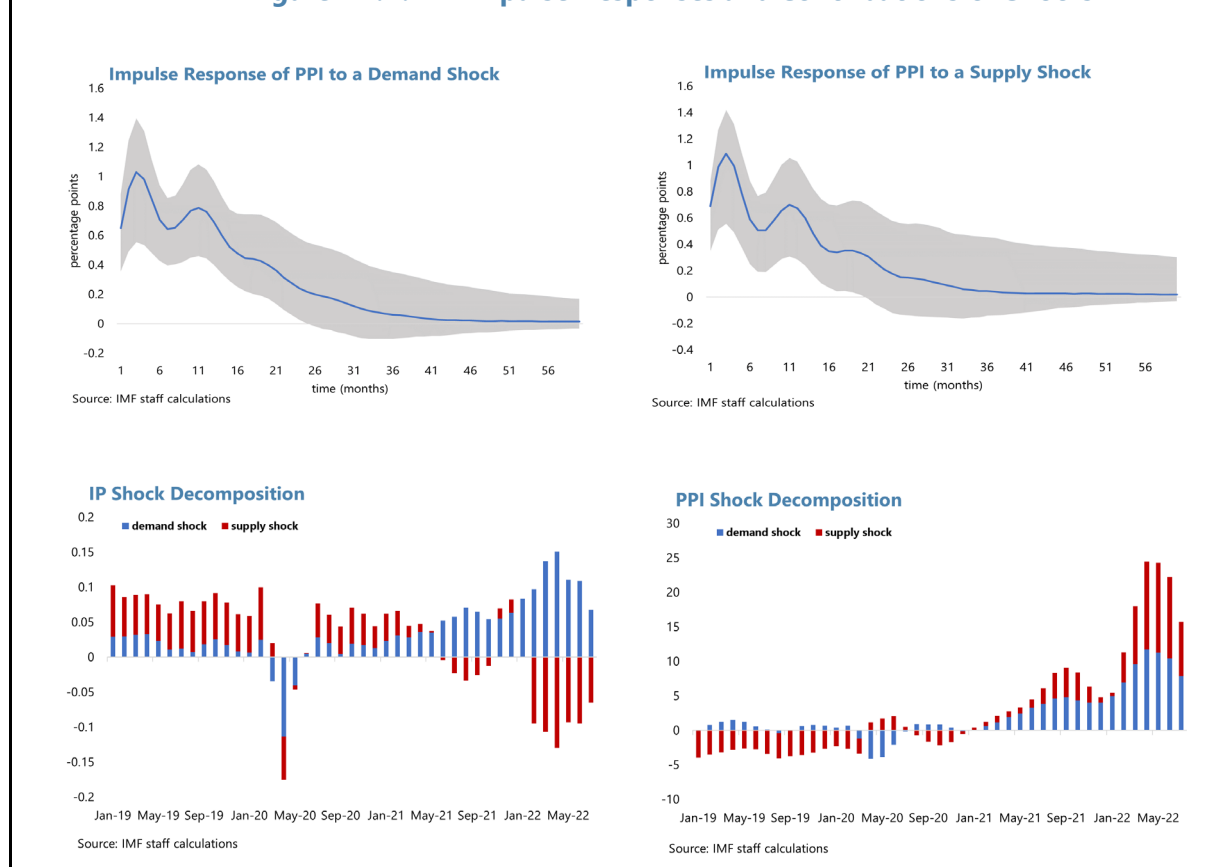 Impulse Response of PPI to a Demand Shock
1.6
1.4
1.2
1
0.8
0.6
0.4
0.2
0
-0.2
percentage points
1 6 11 16 21 26 31 36 41 46 51 56
time (months)
Source: IMF staff calculations
Impulse Response of PPI to a Supply Shock
1.6
1.4
1.2
1
0.8
0.6
0.4
0.2
0
-0.2
-0.4
percentage points
1 6 11 16 21 26 31 36 41 46 51 56
time (months)
Source: IMF staff calculations
IP Shock Decomposition
demand shock supply shock
0.2
0.15
0.1
0.05
0
-0.05
-0.1
-0.15
-0.2
Jan-19 May-19 Sep-19 Jan-20 May-20 Sep-20 Jan-21 May-21 Sep-21 Jan-22 May-22
Source: IMF staff calculations
PPI Shock Decomposition
demand shock supply shock
30
25
20
15
10
5
0
-5
-10
Jan-19 May-19 Sep-19 Jan-20 May-20 Sep-20 Jan-21 May-21 Sep-21 Jan-22 May-22
Source: IMF staff calculations